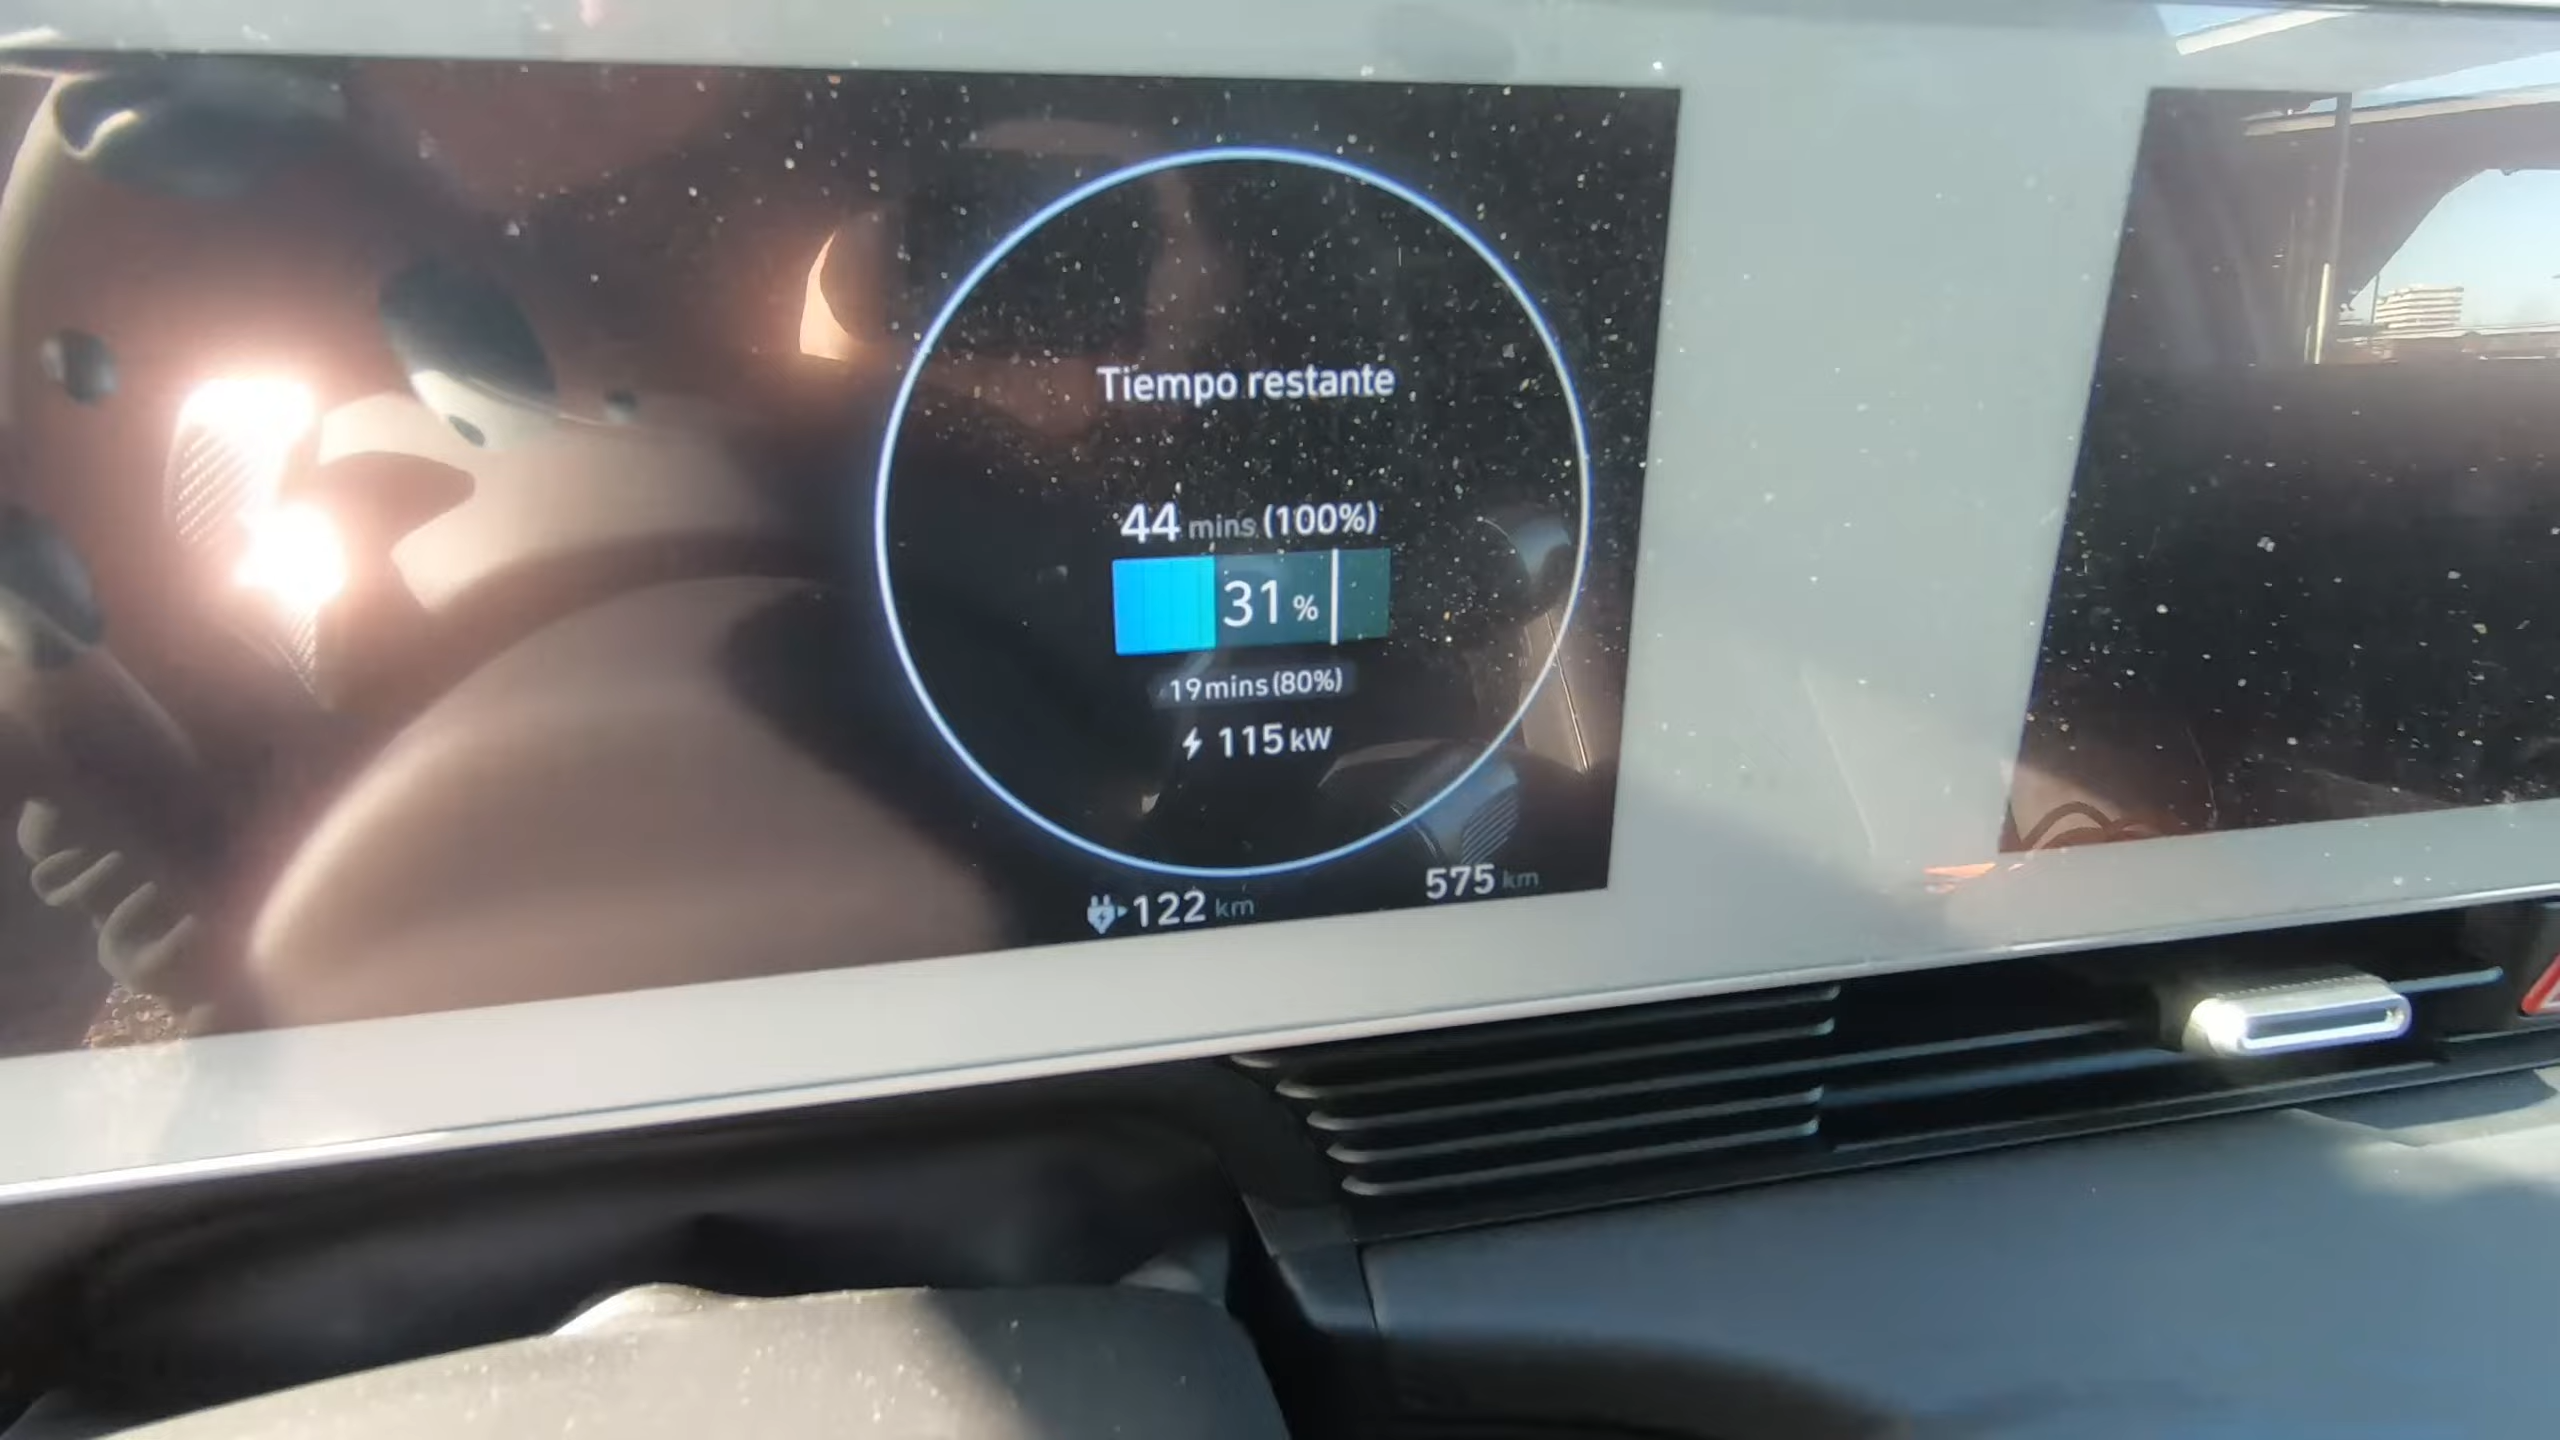 Tiempo restante
44 mins (100%)
31 %
19 mins (80%)
115 kW
122 km
575 km